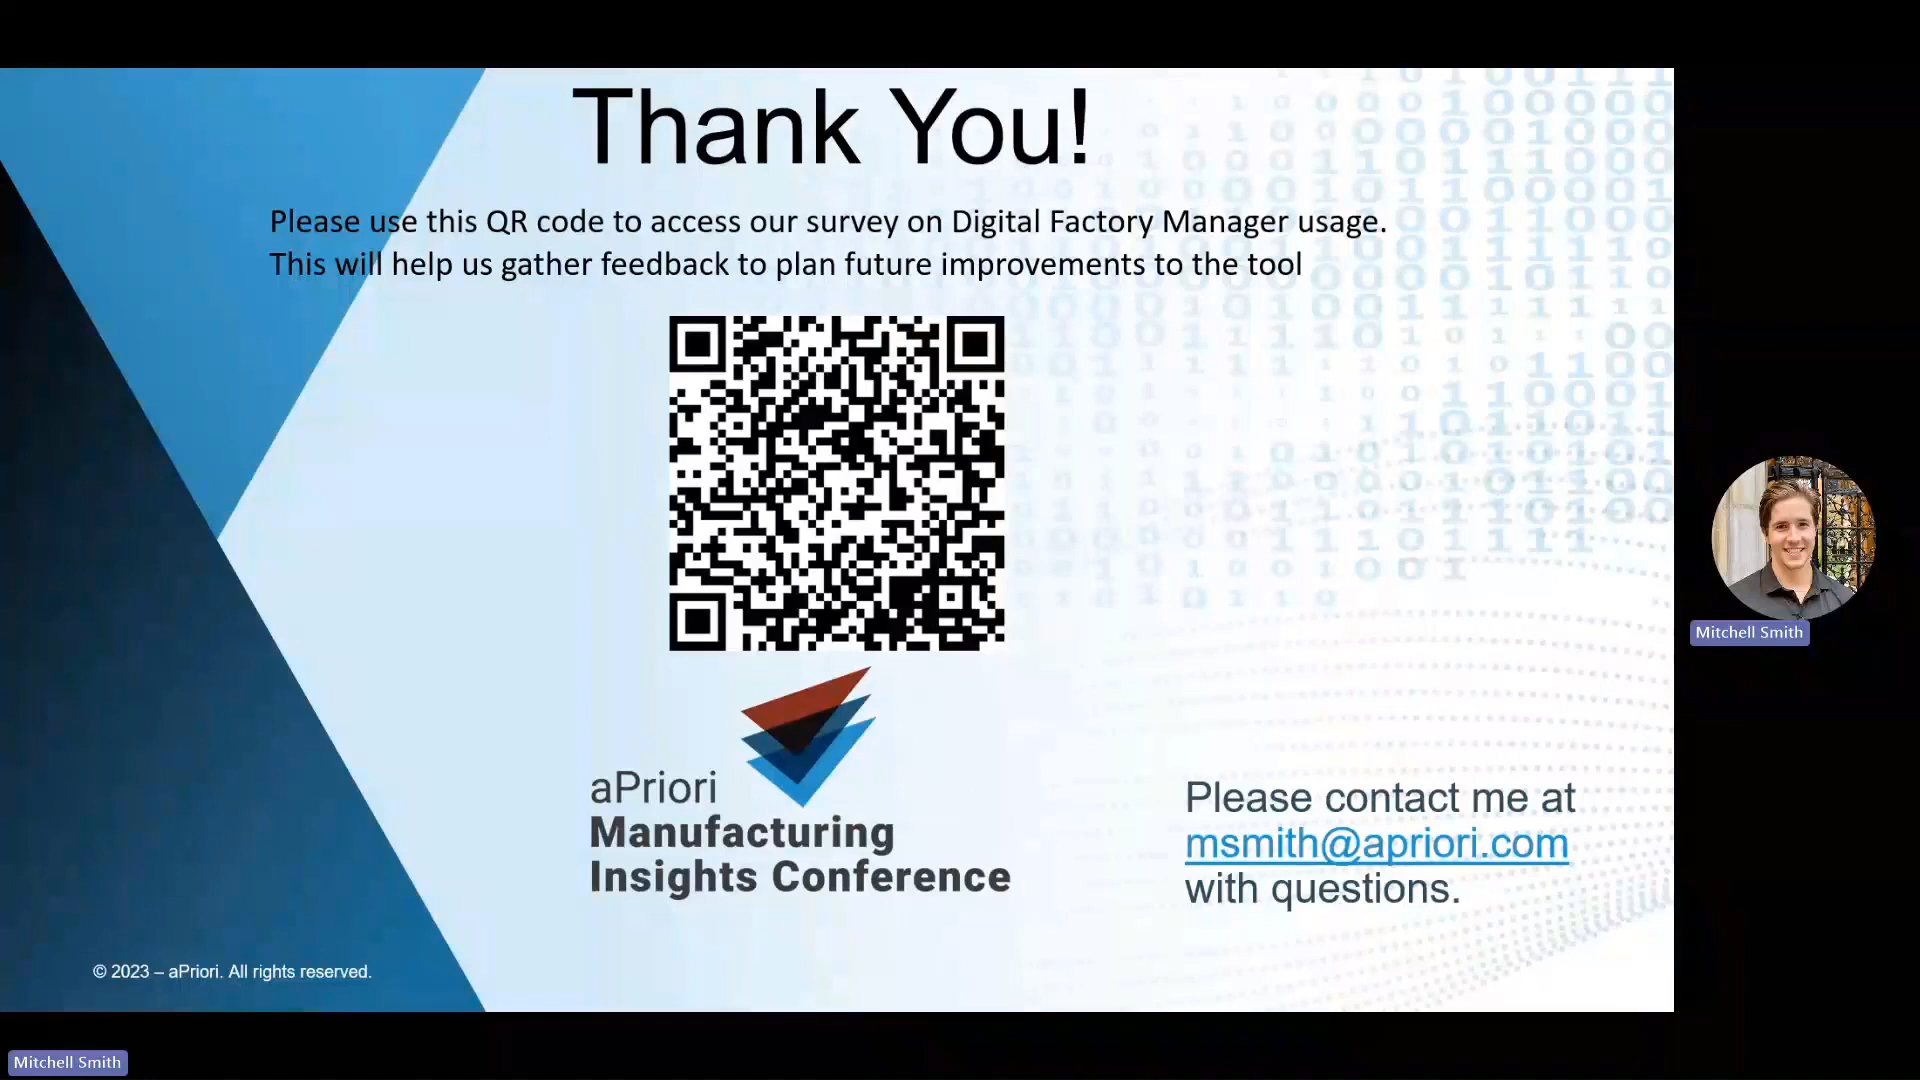 Thank You!
Please use this QR code to access our survey on Digital Factory Manager usage.
This will help us gather feedback to plan future improvements to the tool
aPriori
Manufacturing
Insights Conference
Please contact me at
msmith@apriori.com
with questions.
© 2023 – aPriori. All rights reserved.
Mitchell Smith
Mitchell Smith